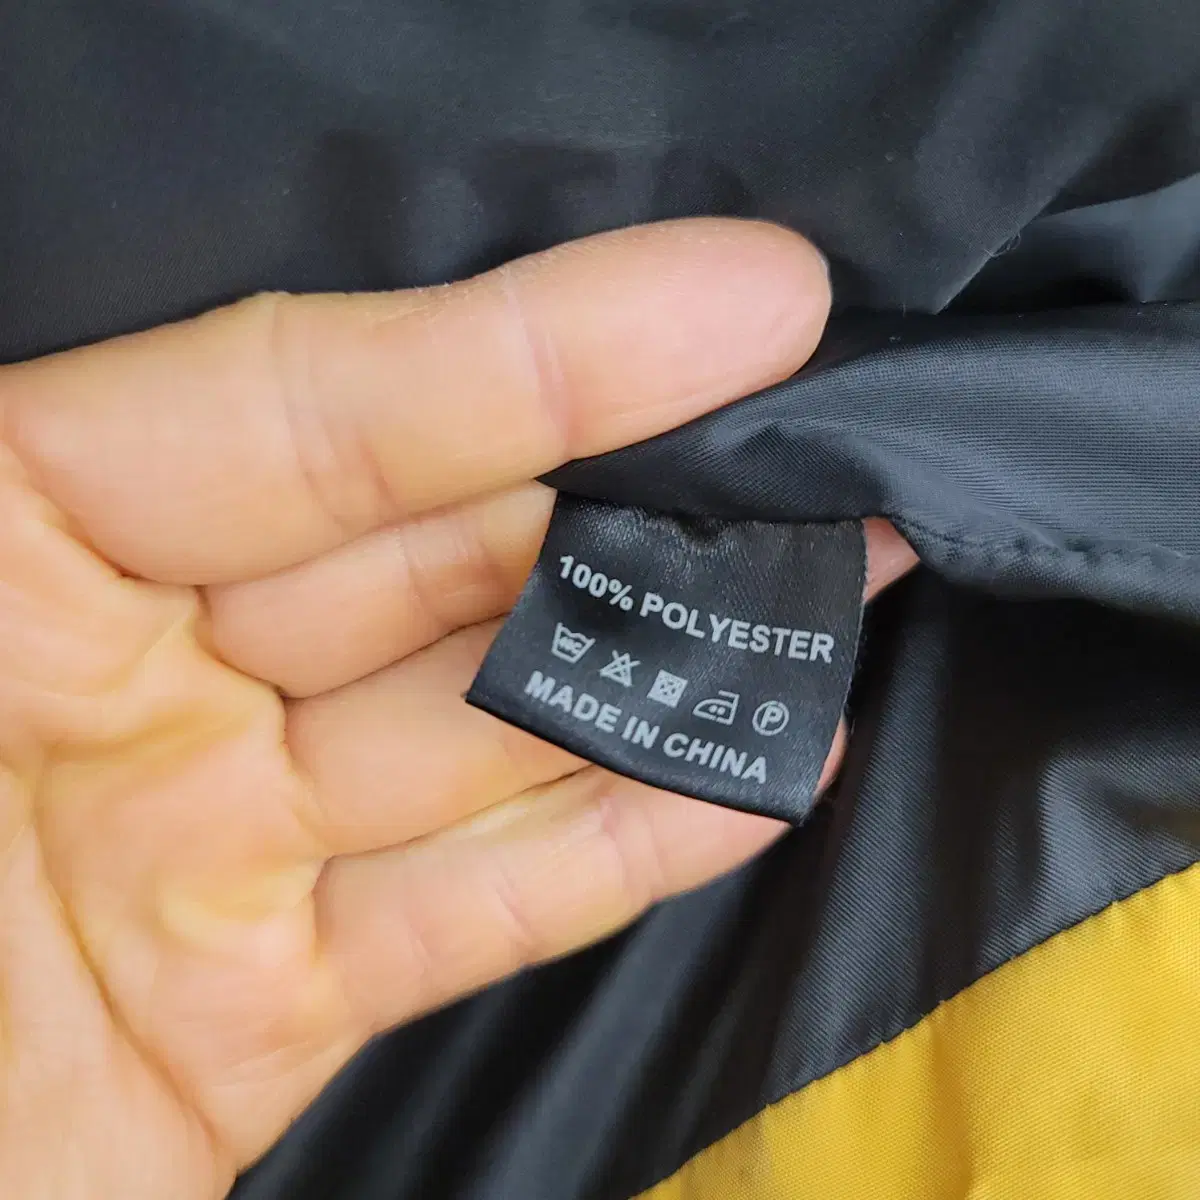 100% POLYESTER
P
MADE IN CHINA